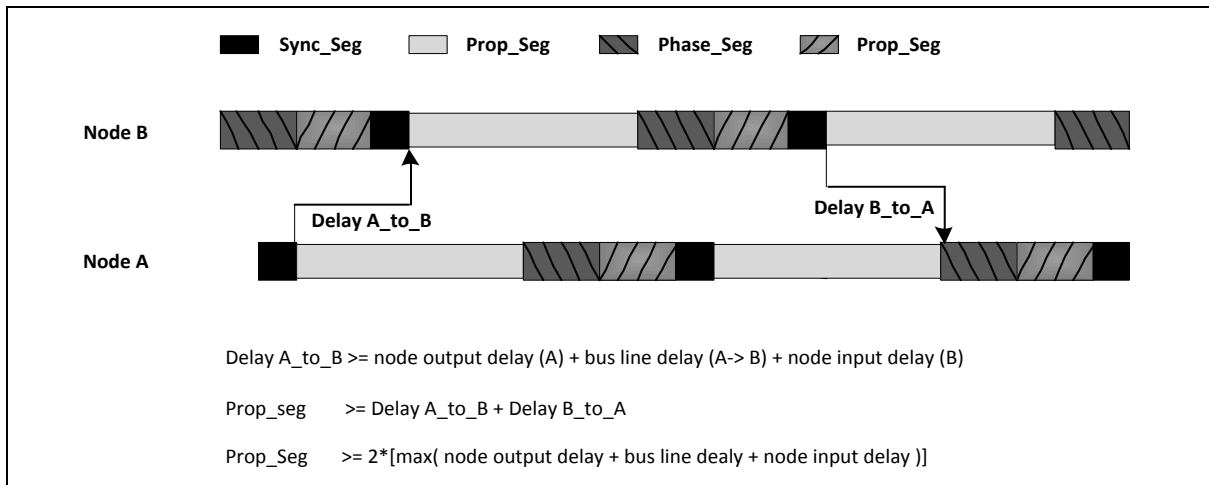 Sync_Seg Prop_Seg Phase_Seg Prop_Seg
Node B
Delay A_to_B
Delay B_to_A
Node A
Delay A_to_B >= node output delay (A) + bus line delay (A-> B) + node input delay (B)
Prop_seg >= Delay A_to_B + Delay B_to_A
Prop_Seg >= 2*[max( node output delay + bus line dealy + node input delay )]